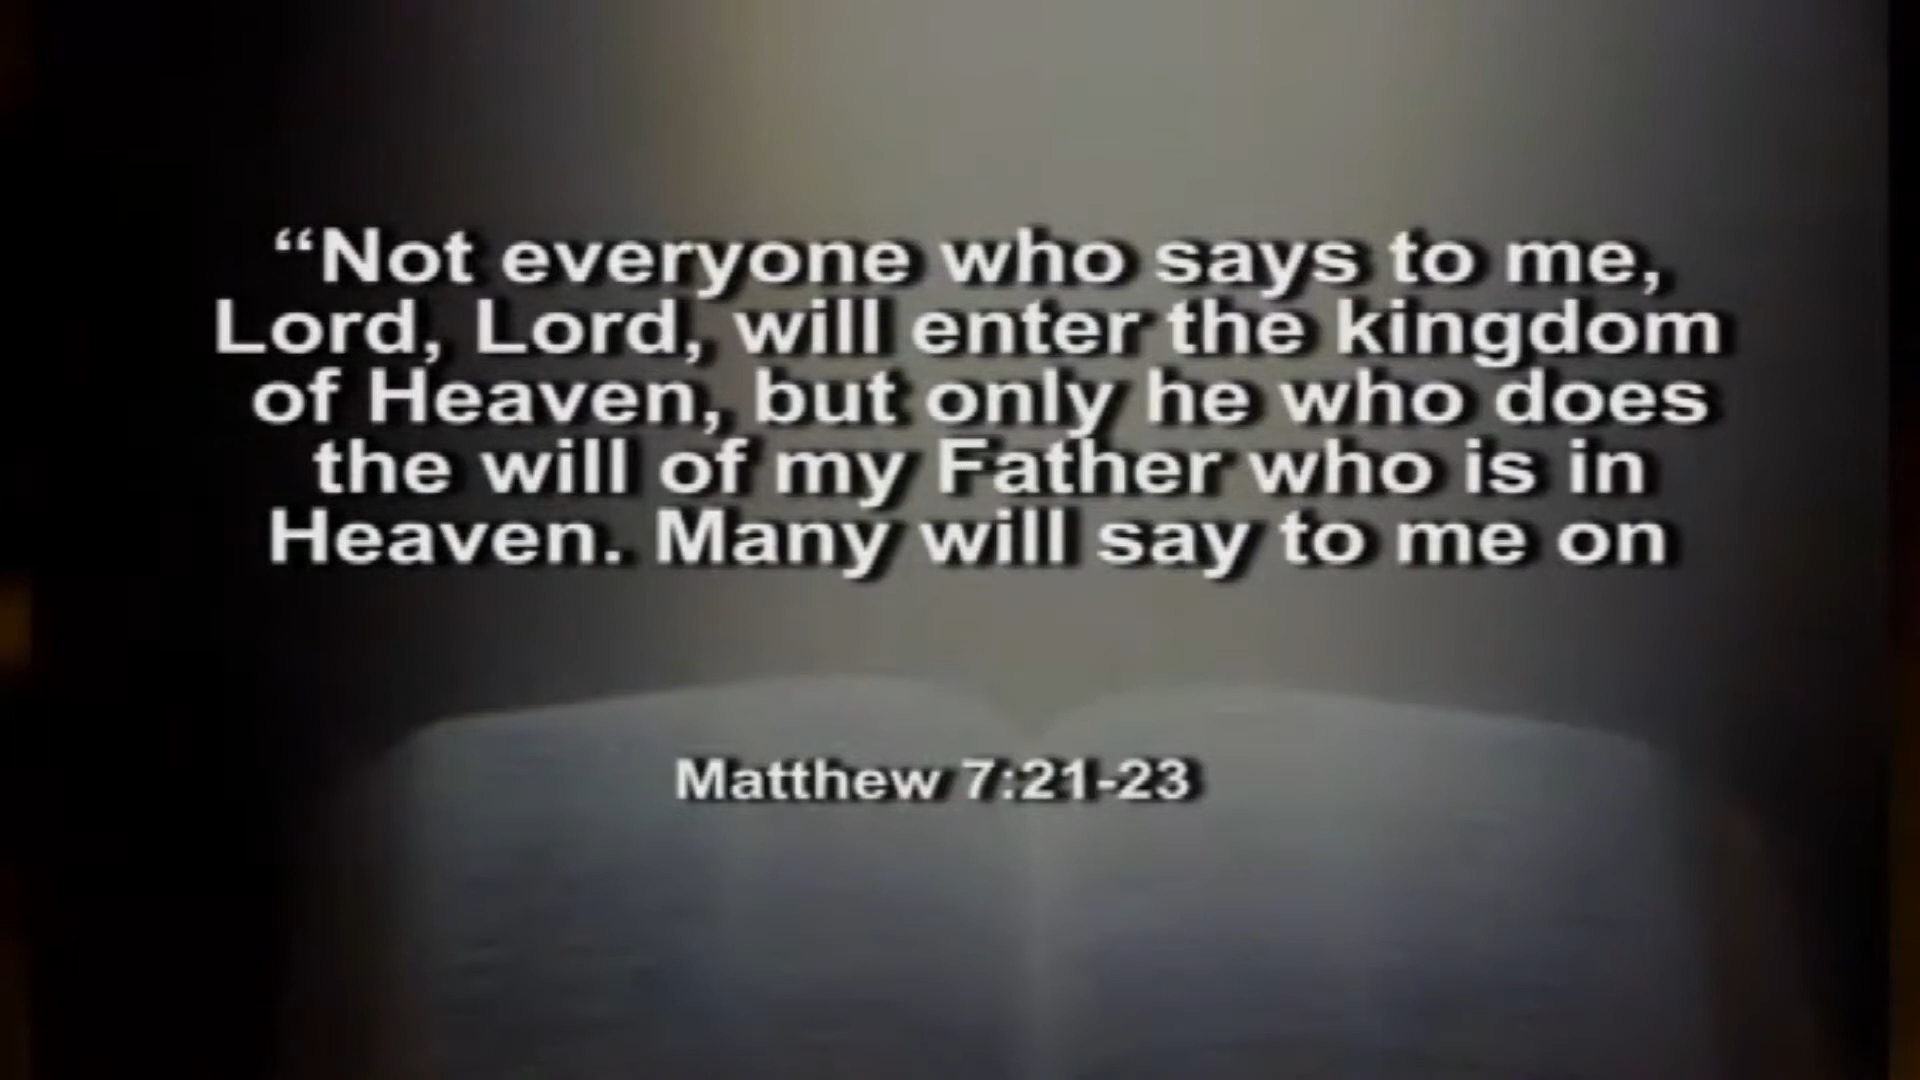 “Not everyone who says to me,
Lord, Lord, will enter the kingdom
of Heaven, but only he who does
the will of my Father who is in
Heaven. Many will say to me on
Matthew 7:21-23